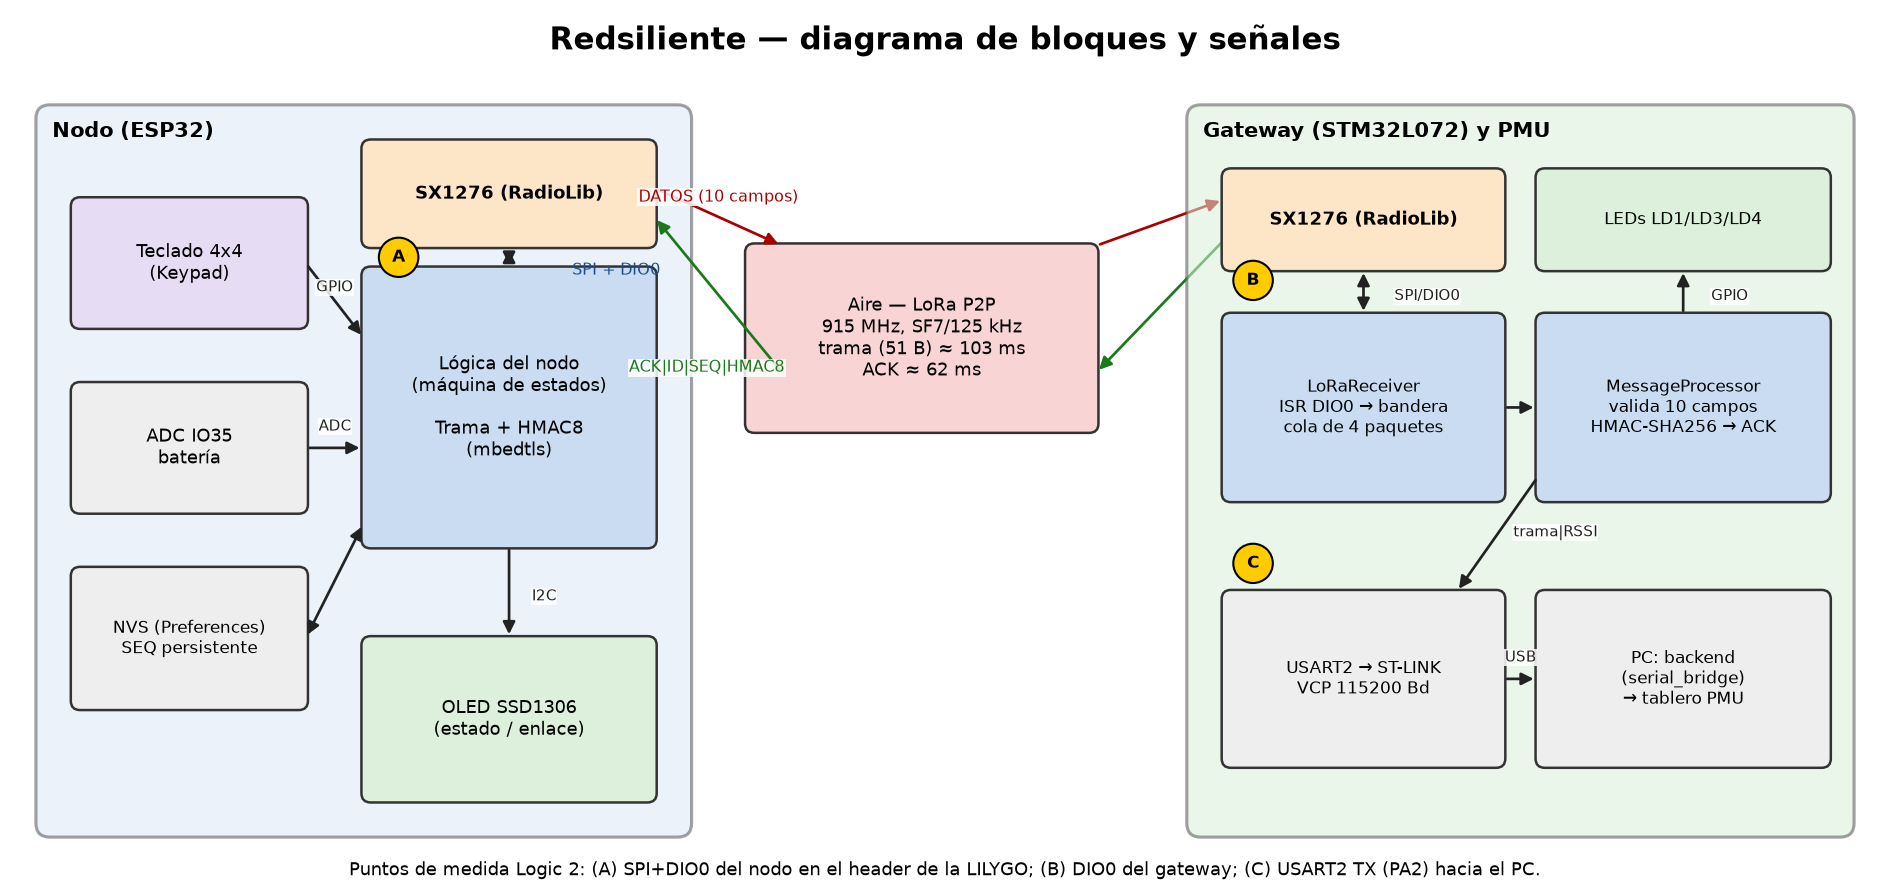 Redsiliente — diagrama de bloques y señales
Nodo (ESP32)
SX1276 (RadioLib)
Teclado 4x4
(Keypad)
GPIO
A
SPI + DIO0
Lógica del nodo
(máquina de estados)
Trama + HMAC8
(mbedtls)
ADC IO35
batería
ADC
NVS (Preferences)
SEQ persistente
I2C
OLED SSD1306
(estado / enlace)
DATOS (10 campos)
ACK|ID|SEQ|HMAC8
Aire — LoRa P2P
915 MHz, SF7/125 kHz
trama (51 B) ≈ 103 ms
ACK ≈ 62 ms
Gateway (STM32L072) y PMU
SX1276 (RadioLib)
LEDs LD1/LD3/LD4
B
SPI/DIO0
GPIO
LoRaReceiver
ISR DIO0 → bandera
cola de 4 paquetes
MessageProcessor
valida 10 campos
HMAC-SHA256 → ACK
trama|RSSI
C
USART2 → ST-LINK
VCP 115200 Bd
USB
PC: backend
(serial_bridge)
→ tablero PMU
Puntos de medida Logic 2: (A) SPI+DIO0 del nodo en el header de la LILYGO; (B) DIO0 del gateway; (C) USART2 TX (PA2) hacia el PC.